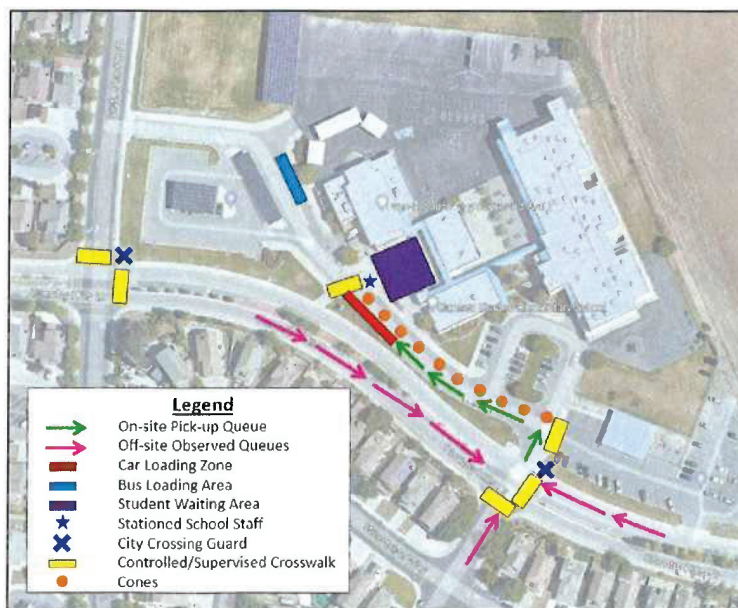 Legend
On-site Pick-up Queue
Off-site Observed Queues
Car Loading Zone
Bus Loading Area
Student Waiting Area
Stationed School Staff
City Crossing Guard
Controlled/Supervised Crosswalk
Cones